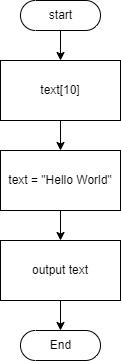 start
text[10]
text = "Hello World"
output text
End